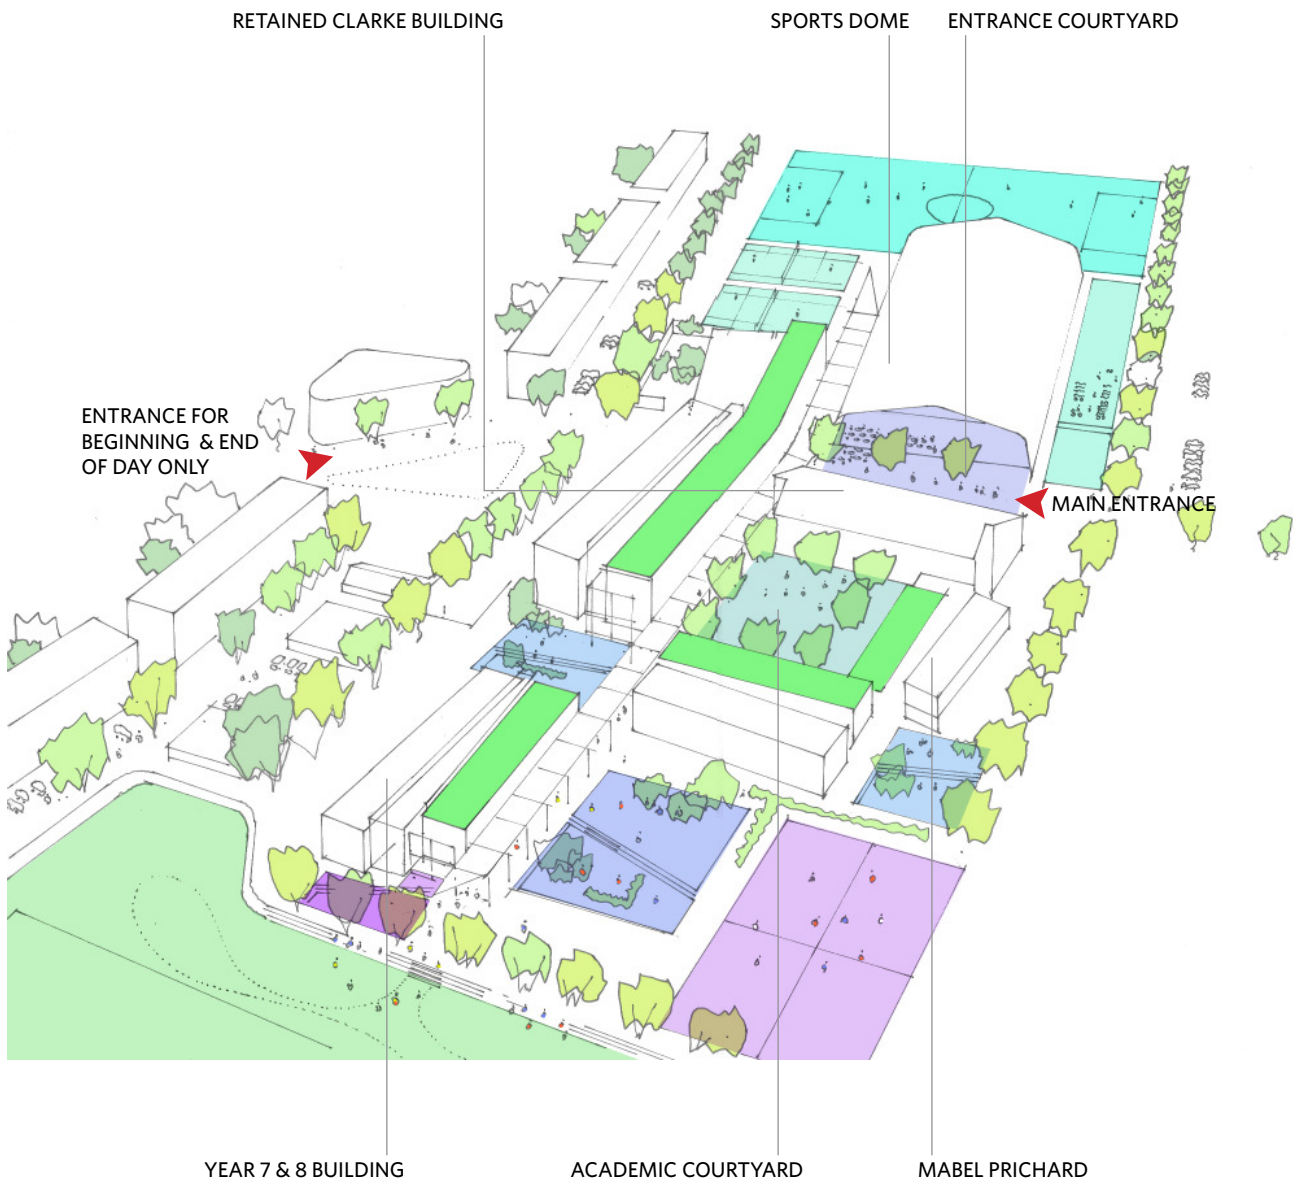 RETAINED CLARKE BUILDING
SPORTS DOME
ENTRANCE COURTYARD
ENTRANCE FOR
BEGINNING & END
OF DAY ONLY
MAIN ENTRANCE
YEAR 7 & 8 BUILDING
ACADEMIC COURTYARD
MABEL PRICHARD